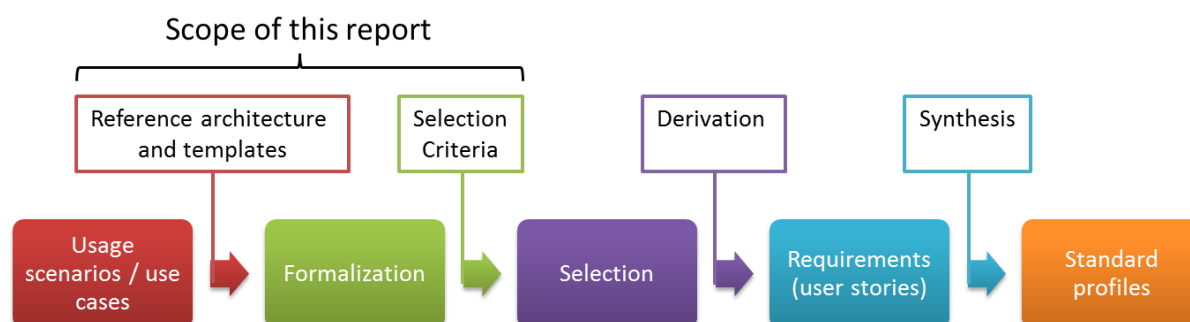 Scope of this report
Reference architecture
and templates
Selection
Criteria
Derivation
Synthesis
Usage
scenarios / use
cases
Formalization
Selection
Requirements
(user stories)
Standard
profiles